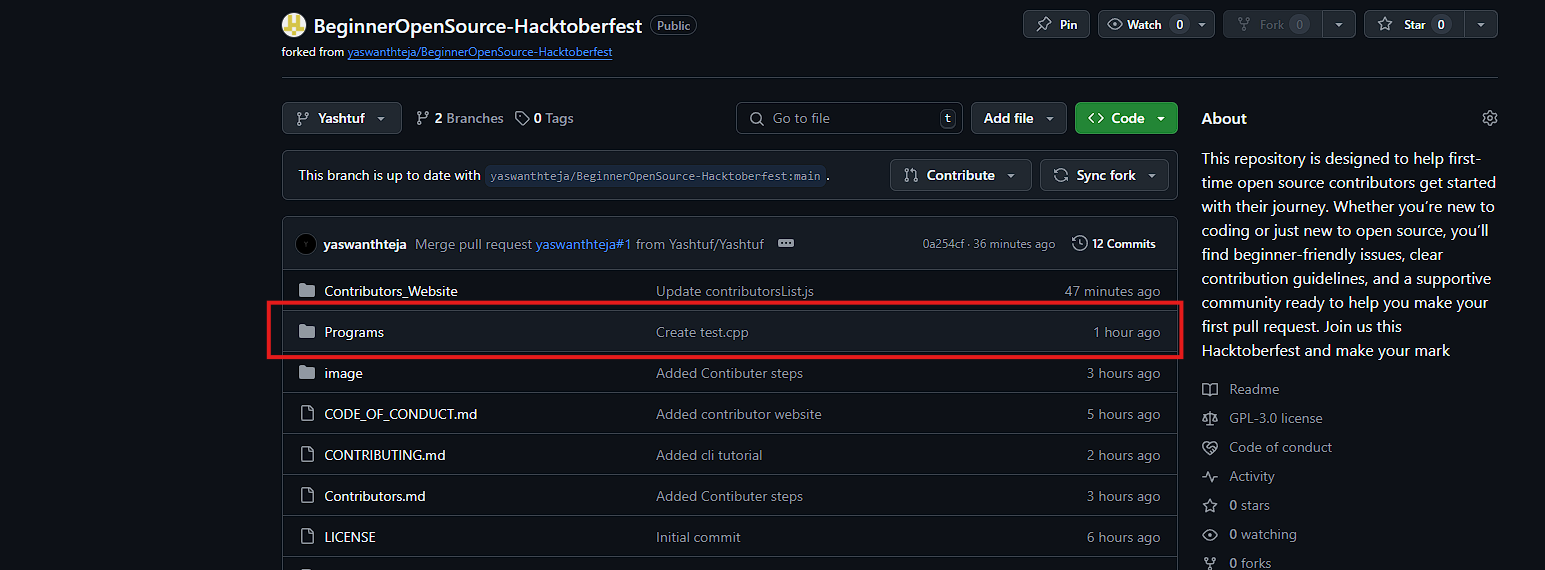 BeginnerOpenSource-Hacktoberfest Public Pin Watch 0 Fork 0 Star 0
forked from yaswanthteja/BeginnerOpenSource-Hacktoberfest
Yashtuf 2 Branches 0 Tags Go to file t Add file Code
This branch is up to date with yaswanthteja/BeginnerOpenSource-Hacktoberfest:main . Contribute Sync fork
yaswanthteja Merge pull request yaswanthteja#1 from Yashtuf/Yashtuf 0a254cf · 36 minutes ago 12 Commits
Contributors_Website Update contributorsList.js 47 minutes ago
Programs Create test.cpp 1 hour ago
image Added Contibuter steps 3 hours ago
CODE_OF_CONDUCT.md Added contributor website 5 hours ago
CONTRIBUTING.md Added cli tutorial 2 hours ago
Contributors.md Added Contibuter steps 3 hours ago
LICENSE Initial commit 6 hours ago
About
This repository is designed to help first-
time open source contributors get started
with their journey. Whether you’re new to
coding or just new to open source, you’ll
find beginner-friendly issues, clear
contribution guidelines, and a supportive
community ready to help you make your
first pull request. Join us this
Hacktoberfest and make your mark
Readme
GPL-3.0 license
Code of conduct
Activity
0 stars
0 watching
0 forks